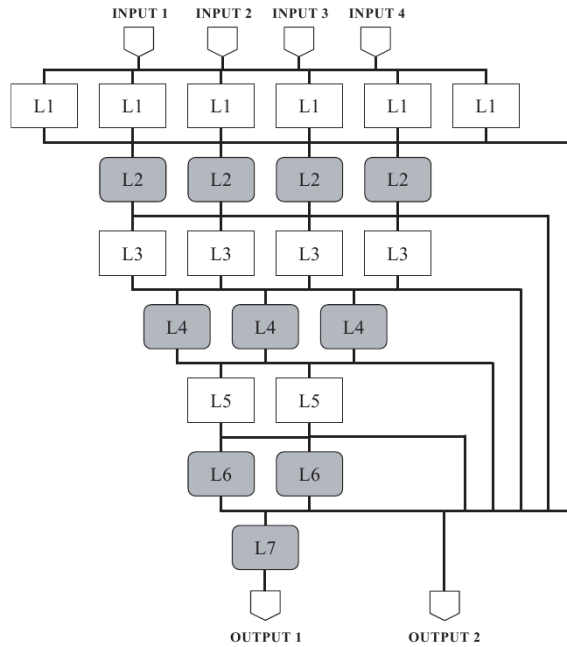 INPUT 1 INPUT 2 INPUT 3 INPUT 4
L1 L1 L1 L1 L1 L1
L2 L2 L2 L2
L3 L3 L3 L3
L4 L4 L4
L5 L5
L6 L6
L7
OUTPUT 1 OUTPUT 2